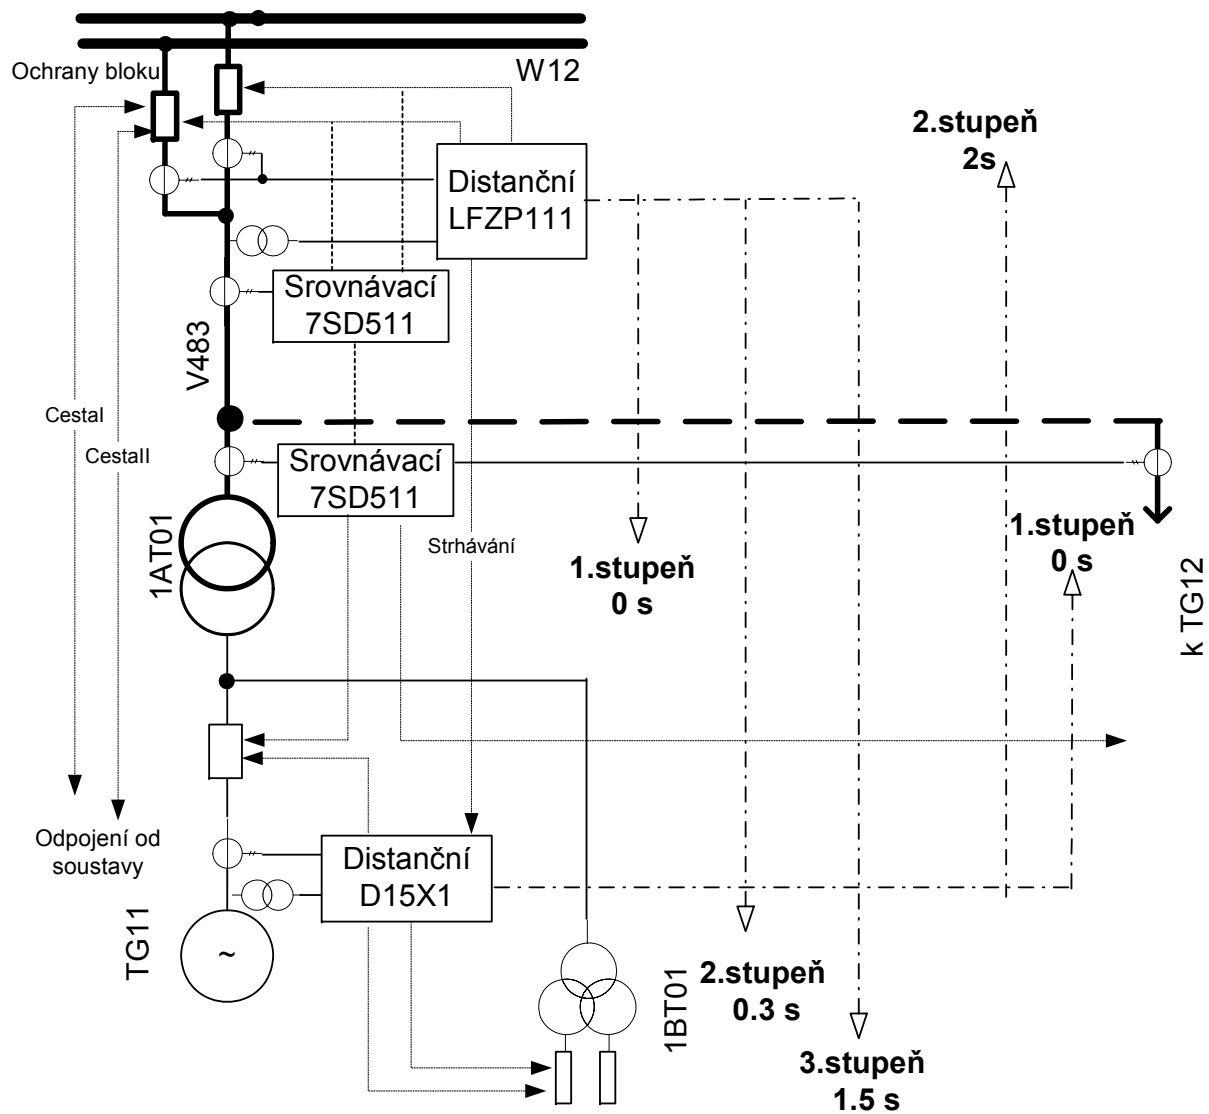 W12
Ochrany bloku
2.stupeň
2s
Distanční
LFZP111
Srovnávací
7SD511
V483
CestaI
CestaII
Srovnávací
7SD511
1AT01
Strhávání
1.stupeň
0 s
1.stupeň
0 s
k TG12
Odpojení od
soustavy
Distanční
D15X1
TG11
~
1BT01
2.stupeň
0.3 s
3.stupeň
1.5 s